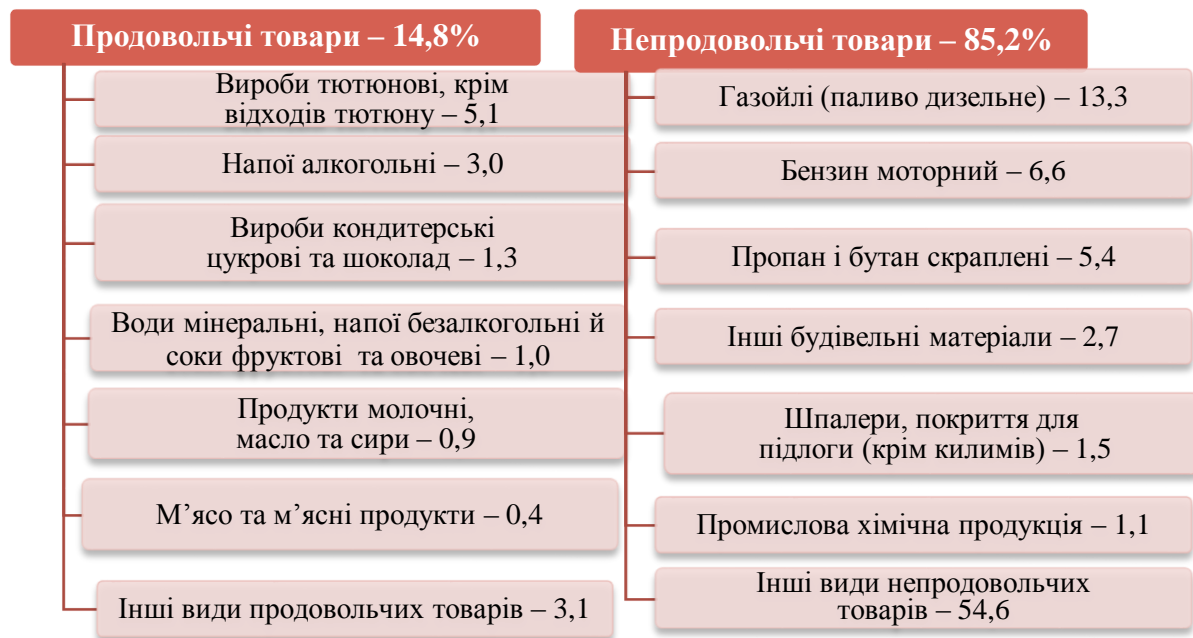 Продовольчі товари – 14,8%
Вироби тютюнові, крім
відходів тютюну – 5,1
Напої алкогольні – 3,0
Вироби кондитерські
цукрові та шоколад – 1,3
Води мінеральні, напої безалкогольні й
соки фруктові та овочеві – 1,0
Продукти молочні,
масло та сири – 0,9
М’ясо та м’ясні продукти – 0,4
Інші види продовольчих товарів – 3,1
Непродовольчі товари – 85,2%
Газойлі (паливо дизельне) – 13,3
Бензин моторний – 6,6
Пропан і бутан скраплені – 5,4
Інші будівельні матеріали – 2,7
Шпалери, покриття для
підлоги (крім килимів) – 1,5
Промислова хімічна продукція – 1,1
Інші види непродовольчих
товарів – 54,6